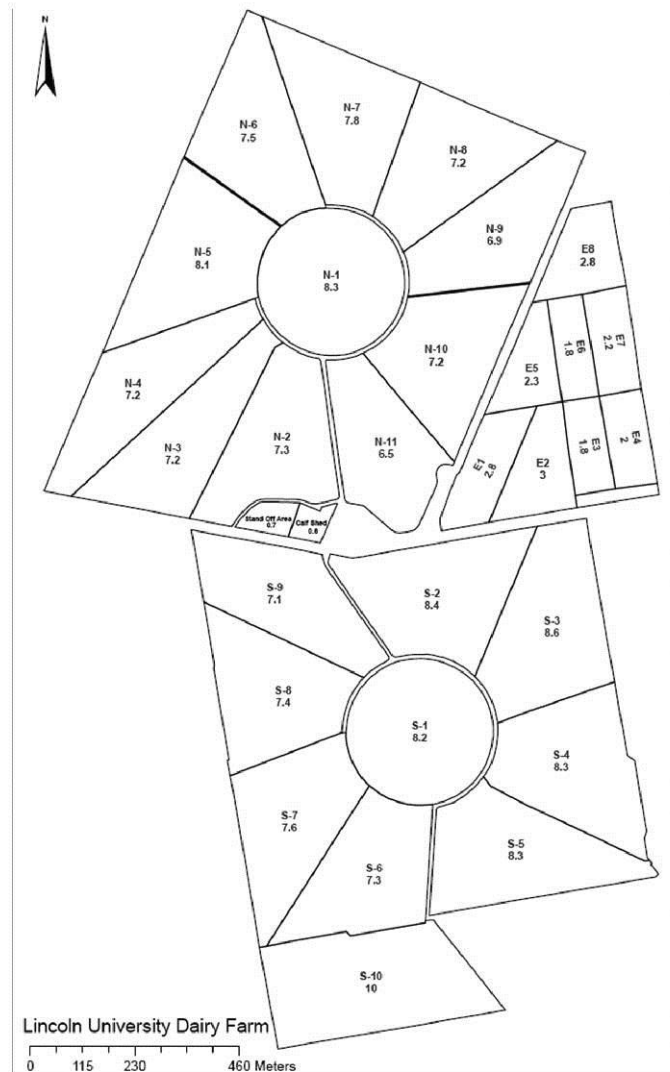 N
N-7
7.8
N-6
7.5
N-8
7.2
N-9
6.9
E8
2.8
N-5
8.1
N-1
8.3
N-10
7.2
E7
2.2
E6
1.8
E5
2.3
N-4
7.2
N-3
7.2
N-2
7.3
N-11
6.5
E1
2.8
E2
3
E3
1.8
E4
2
Stand Off Area
0.7
Calf Shed
0.6
S-9
7.1
S-2
8.4
S-3
8.6
S-8
7.4
S-1
8.2
S-4
8.3
S-7
7.6
S-6
7.3
S-5
8.3
S-10
10
Lincoln University Dairy Farm
0 115 230 460 Meters